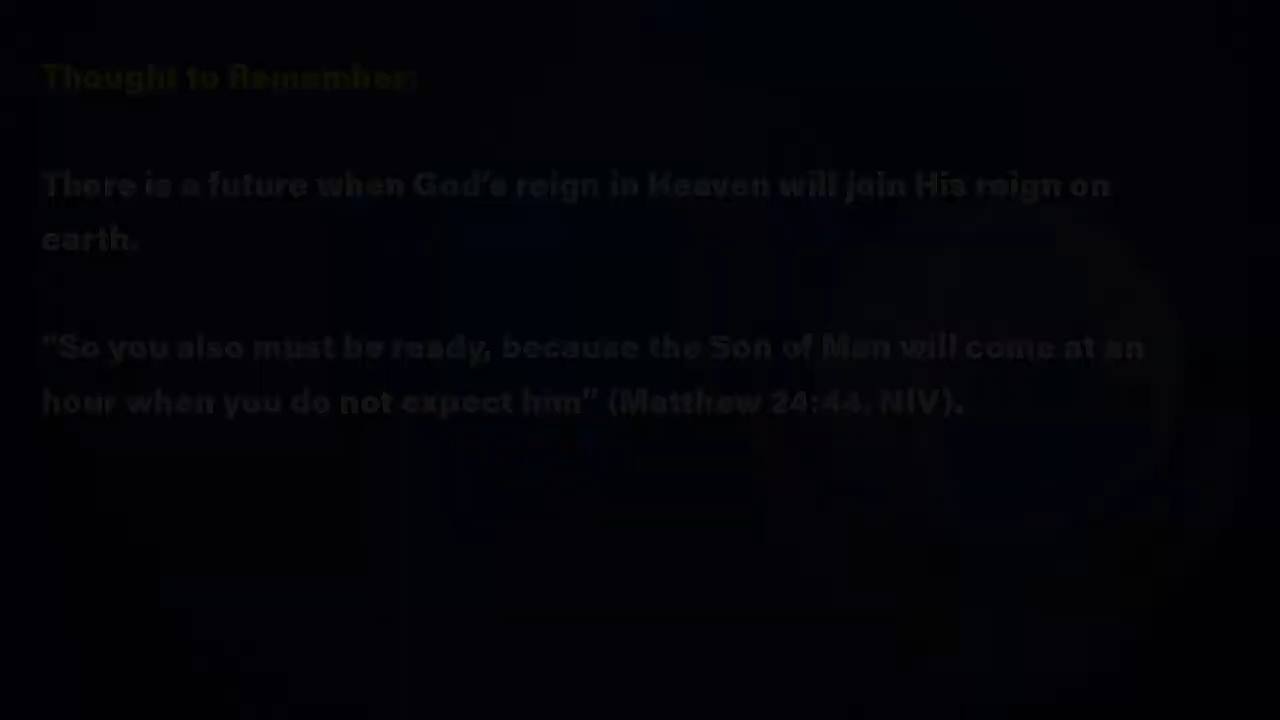 Thought to Remember:
There is a future when God's reign in Heaven will join His reign on
earth.
"So you also must be ready, because the Son of Man will come at an
hour when you do not expect him" (Matthew 24:44, NIV).